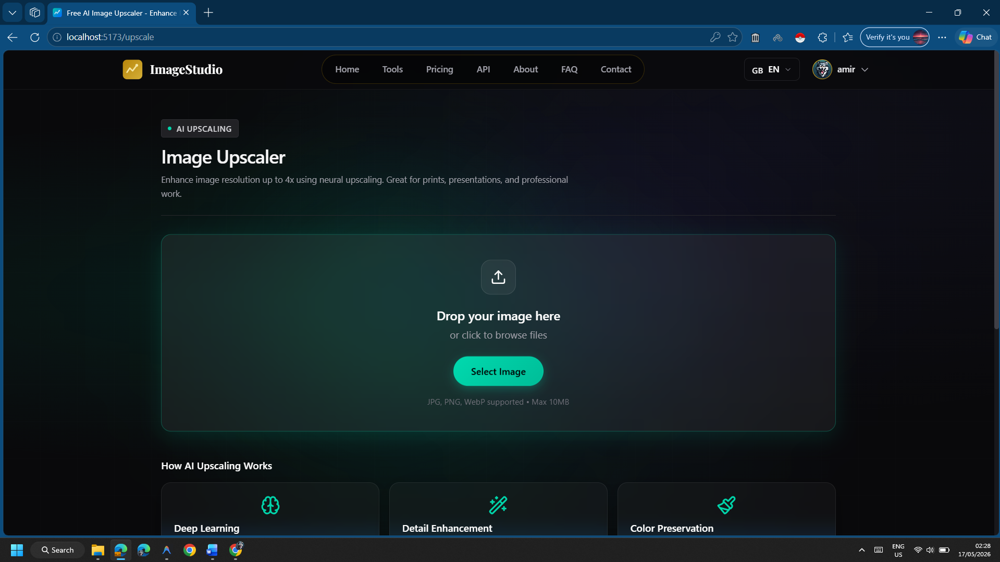 Free AI Image Upscaler - Enhance
localhost:5173/upscale
Verify it's you
Chat
ImageStudio
Home
Tools
Pricing
API
About
FAQ
Contact
GB EN
amir
AI UPSCALING
Image Upscaler
Enhance image resolution up to 4x using neural upscaling. Great for prints, presentations, and professional
work.
Drop your image here
or click to browse files
Select Image
JPG, PNG, WebP supported • Max 10MB
How AI Upscaling Works
Deep Learning
Detail Enhancement
Color Preservation
Search
ENG
US
02:28
17/05/2026